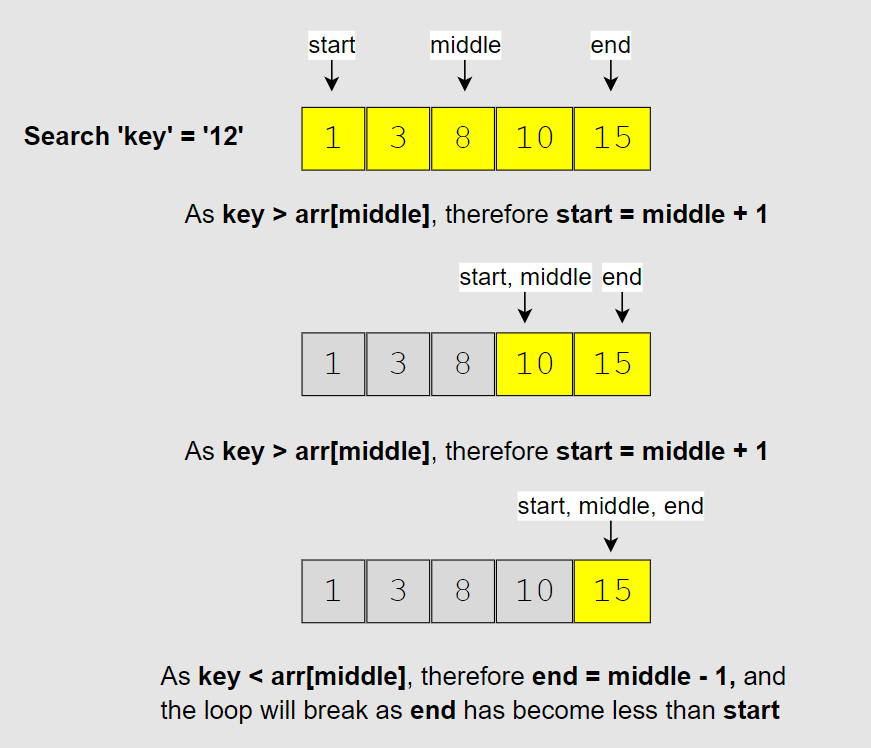 start middle end
Search 'key' = '12' 1 3 8 10 15
As key > arr[middle], therefore start = middle + 1
start, middle end
1 3 8 10 15
As key > arr[middle], therefore start = middle + 1
start, middle, end
1 3 8 10 15
As key < arr[middle], therefore end = middle - 1, and
the loop will break as end has become less than start